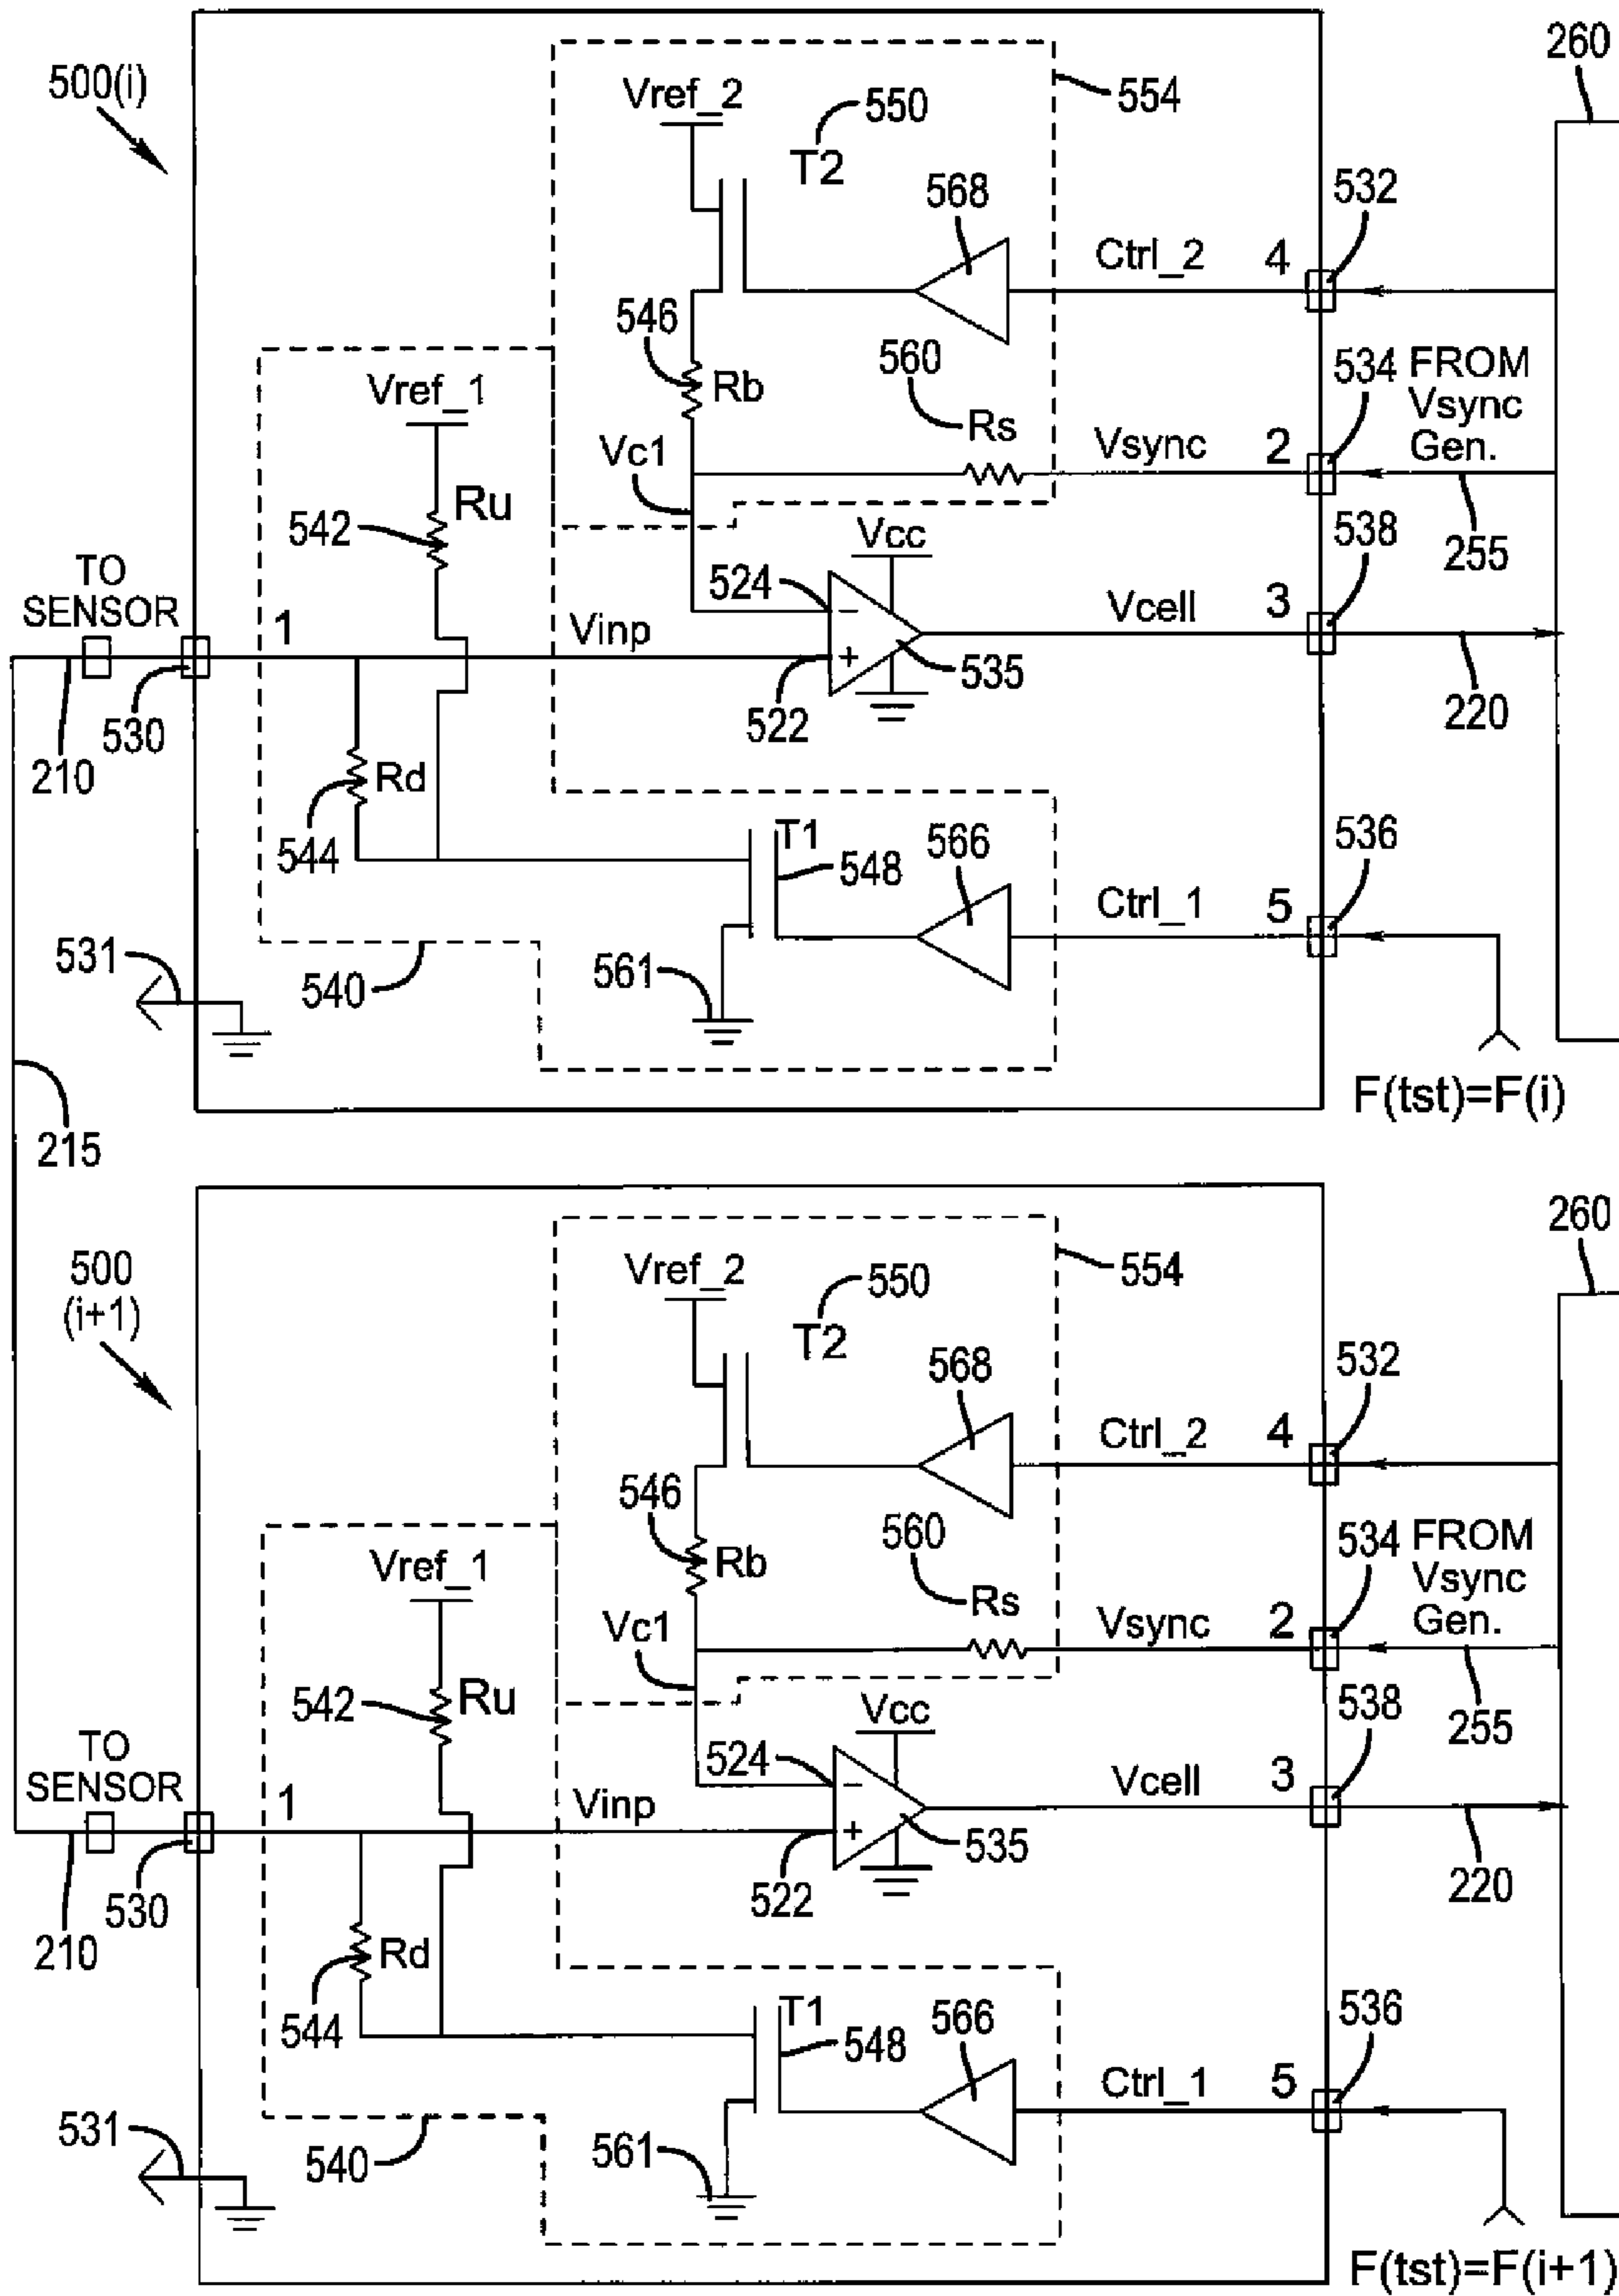 500(i)
Vref_2
550
T2
554
260
568
532
Ctrl_2
4
546
Rb
560
Rs
534
FROM
Vsync
Gen.
Vref_1
Vc1
Vsync
2
542
Ru
Vcc
538
255
TO
SENSOR
524
−
Vinp
1
+
535
Vcell
3
530
522
220
210
Rd
544
T1
548
566
536
Ctrl_1
5
531
540
561
F(tst)=F(i)
215
500
(i+1)
Vref_2
550
T2
554
260
568
532
Ctrl_2
4
546
Rb
560
Rs
534
FROM
Vsync
Gen.
Vref_1
Vc1
Vsync
2
542
Ru
Vcc
538
255
TO
SENSOR
524
−
Vinp
1
+
535
Vcell
3
530
522
220
210
Rd
544
T1
548
566
536
Ctrl_1
5
531
540
561
F(tst)=F(i+1)